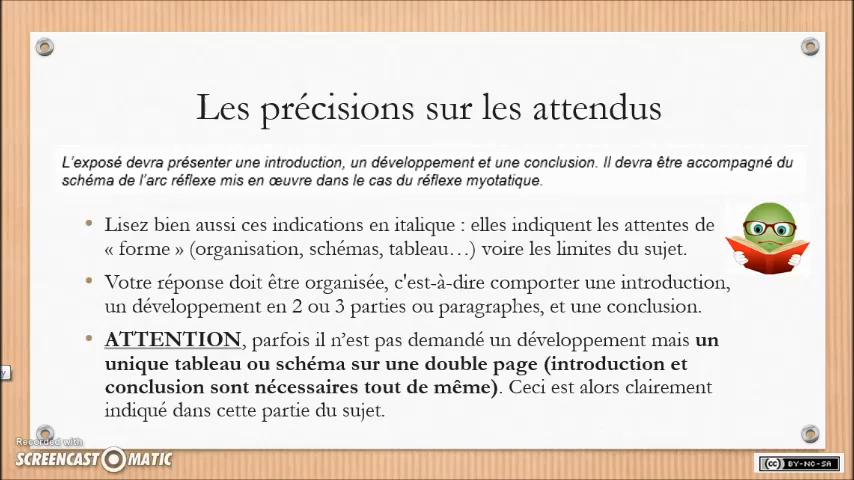 Les précisions sur les attendus
L'exposé devra présenter une introduction, un développement et une conclusion. Il devra être accompagné du
schéma de l'arc réflexe mis en œuvre dans le cas du réflexe myotatique.
• Lisez bien aussi ces indications en italique : elles indiquent les attentes de
« forme » (organisation, schémas, tableau…) voire les limites du sujet.
• Votre réponse doit être organisée, c'est-à-dire comporter une introduction,
un développement en 2 ou 3 parties ou paragraphes, et une conclusion.
• ATTENTION, parfois il n'est pas demandé un développement mais un
unique tableau ou schéma sur une double page (introduction et
conclusion sont nécessaires tout de même). Ceci est alors clairement
indiqué dans cette partie du sujet.
Recorded with
SCREENCAST-O-MATIC
cc BY-NC-SA